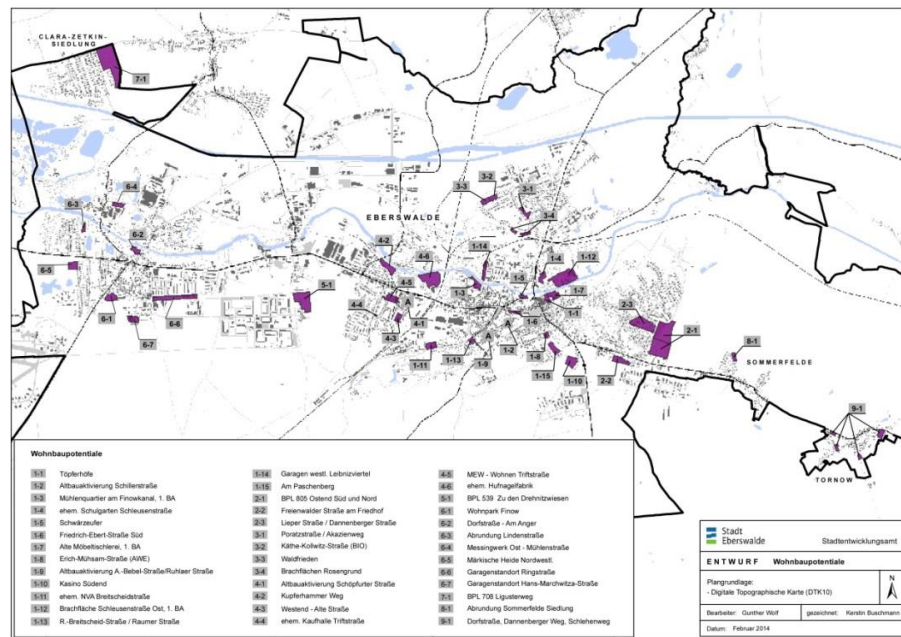 CLARA-ZETKIN-
SIEDLUNG
7-1
3-2
3-3
3-1
6-4
EBERSWALDE
3-4
6-3
6-2
4-2
1-14
4-6
1-4
1-12
6-5
4-5
1-3
1-5
5-1
1-7
4-4
A
1-1
2-3
6-1
6-6
4-1
A
1-6
2-1
4-3
A
8-1
6-7
1-2
1-8
SOMMERFELDE
1-13
1-9
1-11
1-15
1-10
2-2
9-1
TORNOW
Wohnbaupotentiale
1-1 Töpferhöfe
1-2 Altbauaktivierung Schillerstraße
1-3 Mühlenquartier am Finowkanal, 1. BA
1-4 ehem. Schulgarten Schleusenstraße
1-5 Schwärzeufer
1-6 Friedrich-Ebert-Straße Süd
1-7 Alte Möbeltischlerei, 1. BA
1-8 Erich-Mühsam-Straße (AWE)
1-9 Altbauaktivierung A.-Bebel-Straße/Ruhlaer Straße
1-10 Kasino Südend
1-11 ehem. NVA Breitscheidstraße
1-12 Brachfläche Schleusenstraße Ost, 1. BA
1-13 R.-Breitscheid-Straße / Raumer Straße
1-14 Garagen westl. Leibnizviertel
1-15 Am Paschenberg
2-1 BPL 805 Ostend Süd und Nord
2-2 Freienwalder Straße am Friedhof
2-3 Lieper Straße / Dannenberger Straße
3-1 Poratzstraße / Akazienweg
3-2 Käthe-Kollwitz-Straße (BIO)
3-3 Waldfrieden
3-4 Brachflächen Rosengrund
4-1 Altbauaktivierung Schöpfurter Straße
4-2 Kupferhammer Weg
4-3 Westend - Alte Straße
4-4 ehem. Kaufhalle Triftstraße
4-5 MEW - Wohnen Triftstraße
4-6 ehem. Hufnagelfabrik
5-1 BPL 539 Zu den Drehnitzwiesen
6-1 Wohnpark Finow
6-2 Dorfstraße - Am Anger
6-3 Abrundung Lindenstraße
6-4 Messingwerk Ost - Mühlenstraße
6-5 Märkische Heide Nordwestl.
6-6 Garagenstandort Ringstraße
6-7 Garagenstandort Hans-Marchwitza-Straße
7-1 BPL 708 Ligusterweg
8-1 Abrundung Sommerfelde Siedlung
9-1 Dorfstraße, Dannenberger Weg, Schlehenweg
Stadt
Eberswalde
Stadtentwicklungsamt
ENTWURF Wohnbaupotentiale
Plangrundlage:
- Digitale Topographische Karte (DTK10)
N
Bearbeiter: Gunther Wolf gezeichnet: Kerstin Buschmann
Datum: Februar 2014